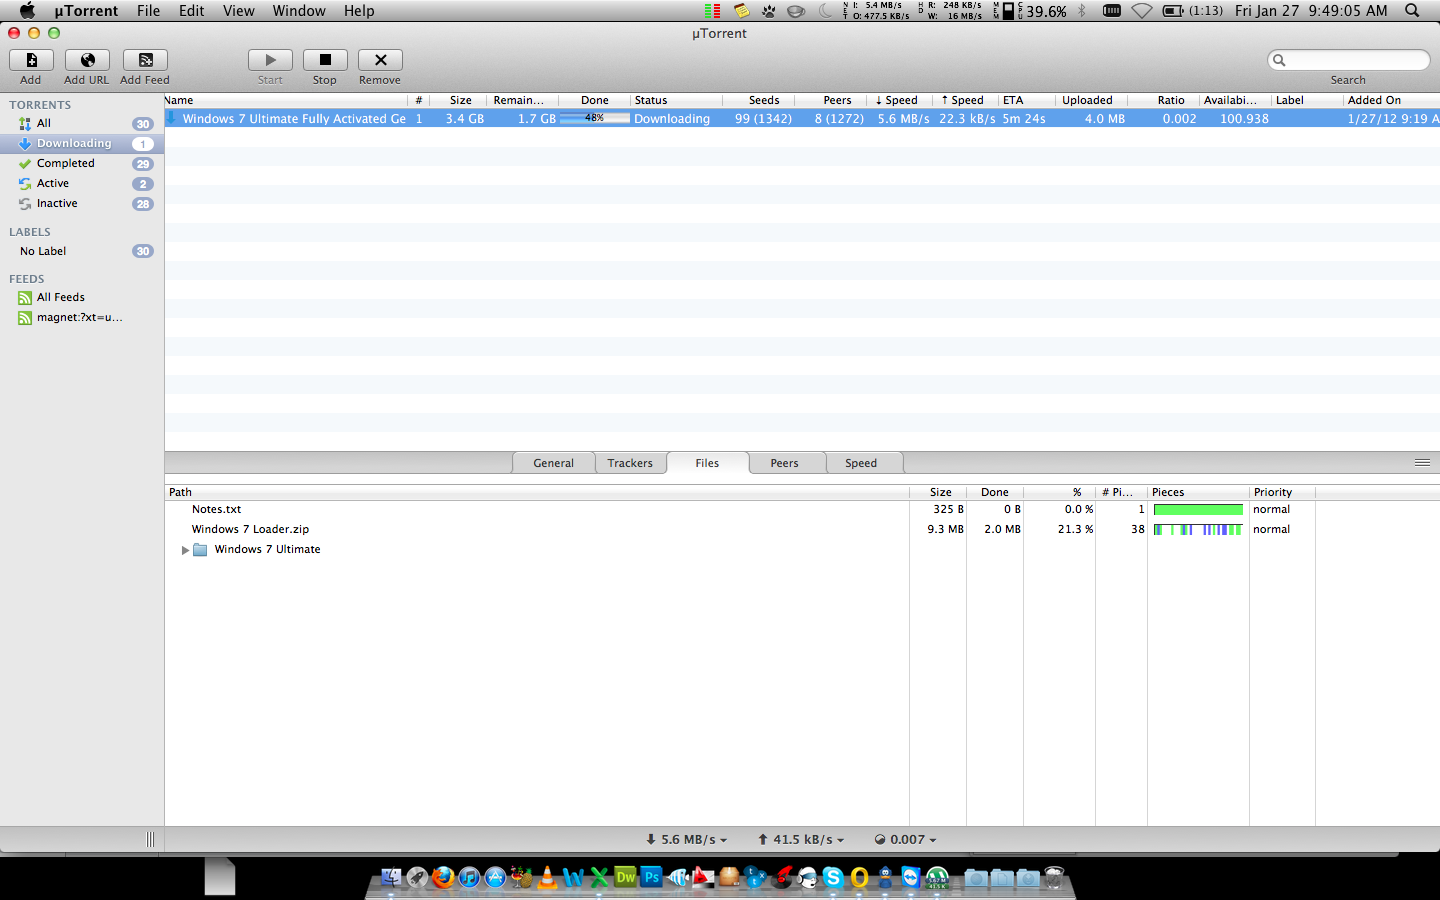 µTorrent File Edit View Window Help
NET I: 5.4 MB/s O: 477.5 KB/s HD R: 248 KB/s W: 16 MB/s MEM CPU 39.6% (1:13) Fri Jan 27 9:49:05 AM
µTorrent
Add Add URL Add Feed Start Stop Remove Search
TORRENTS
All 30
Downloading 1
Completed 29
Active 2
Inactive 28
LABELS
No Label 30
FEEDS
All Feeds
magnet:?xt=u...
Name # Size Remain... Done Status Seeds Peers ↓ Speed ↑ Speed ETA Uploaded Ratio Availabi... Label Added On
Windows 7 Ultimate Fully Activated Ge 1 3.4 GB 1.7 GB 48% Downloading 99 (1342) 8 (1272) 5.6 MB/s 22.3 kB/s 5m 24s 4.0 MB 0.002 100.938 1/27/12 9:19 A
General Trackers Files Peers Speed
Path Size Done % # Pi... Pieces Priority
Notes.txt 325 B 0 B 0.0 % 1 normal
Windows 7 Loader.zip 9.3 MB 2.0 MB 21.3 % 38 normal
Windows 7 Ultimate
5.6 MB/s 41.5 kB/s 0.007
Dw Ps